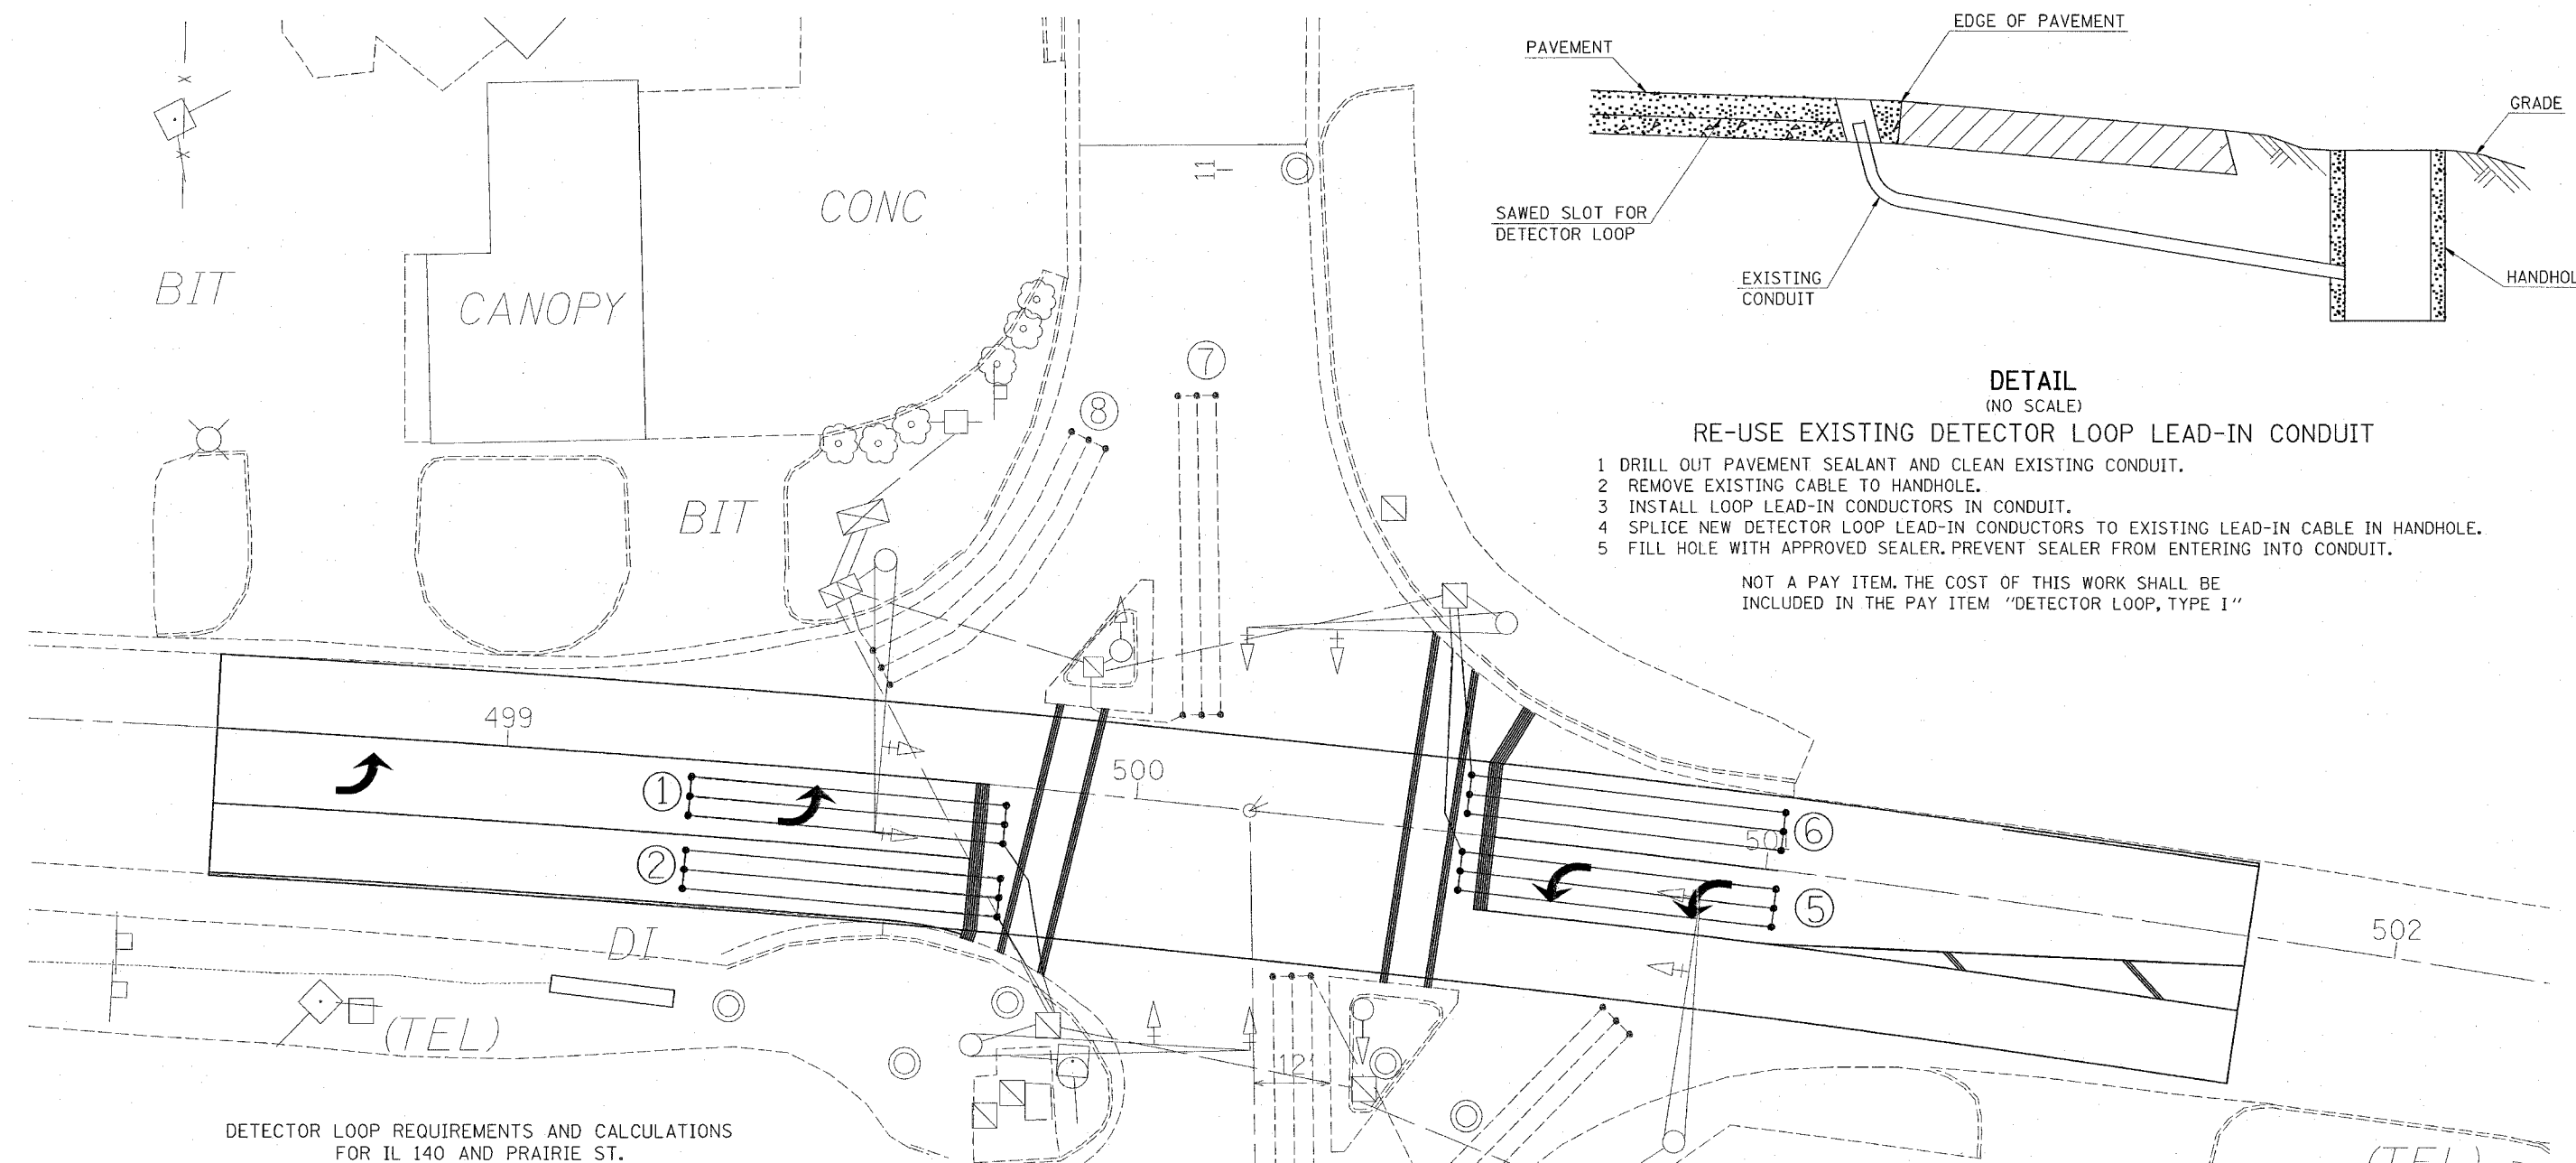 EDGE OF PAVEMENT
PAVEMENT
GRADE
SAWED SLOT FOR
DETECTOR LOOP
EXISTING
CONDUIT
HANDHOL
DETAIL
(NO SCALE)
RE-USE EXISTING DETECTOR LOOP LEAD-IN CONDUIT
1 DRILL OUT PAVEMENT SEALANT AND CLEAN EXISTING CONDUIT.
2 REMOVE EXISTING CABLE TO HANDHOLE.
3 INSTALL LOOP LEAD-IN CONDUCTORS IN CONDUIT.
4 SPLICE NEW DETECTOR LOOP LEAD-IN CONDUCTORS TO EXISTING LEAD-IN CABLE IN HANDHOLE.
5 FILL HOLE WITH APPROVED SEALER. PREVENT SEALER FROM ENTERING INTO CONDUIT.
NOT A PAY ITEM. THE COST OF THIS WORK SHALL BE
INCLUDED IN THE PAY ITEM "DETECTOR LOOP, TYPE I"
11
CONC
BIT
CANOPY
7
8
BIT
499
500
1
2
6
501
5
502
DI
(TEL)
12
DETECTOR LOOP REQUIREMENTS AND CALCULATIONS
FOR IL 140 AND PRAIRIE ST.
(TEL)